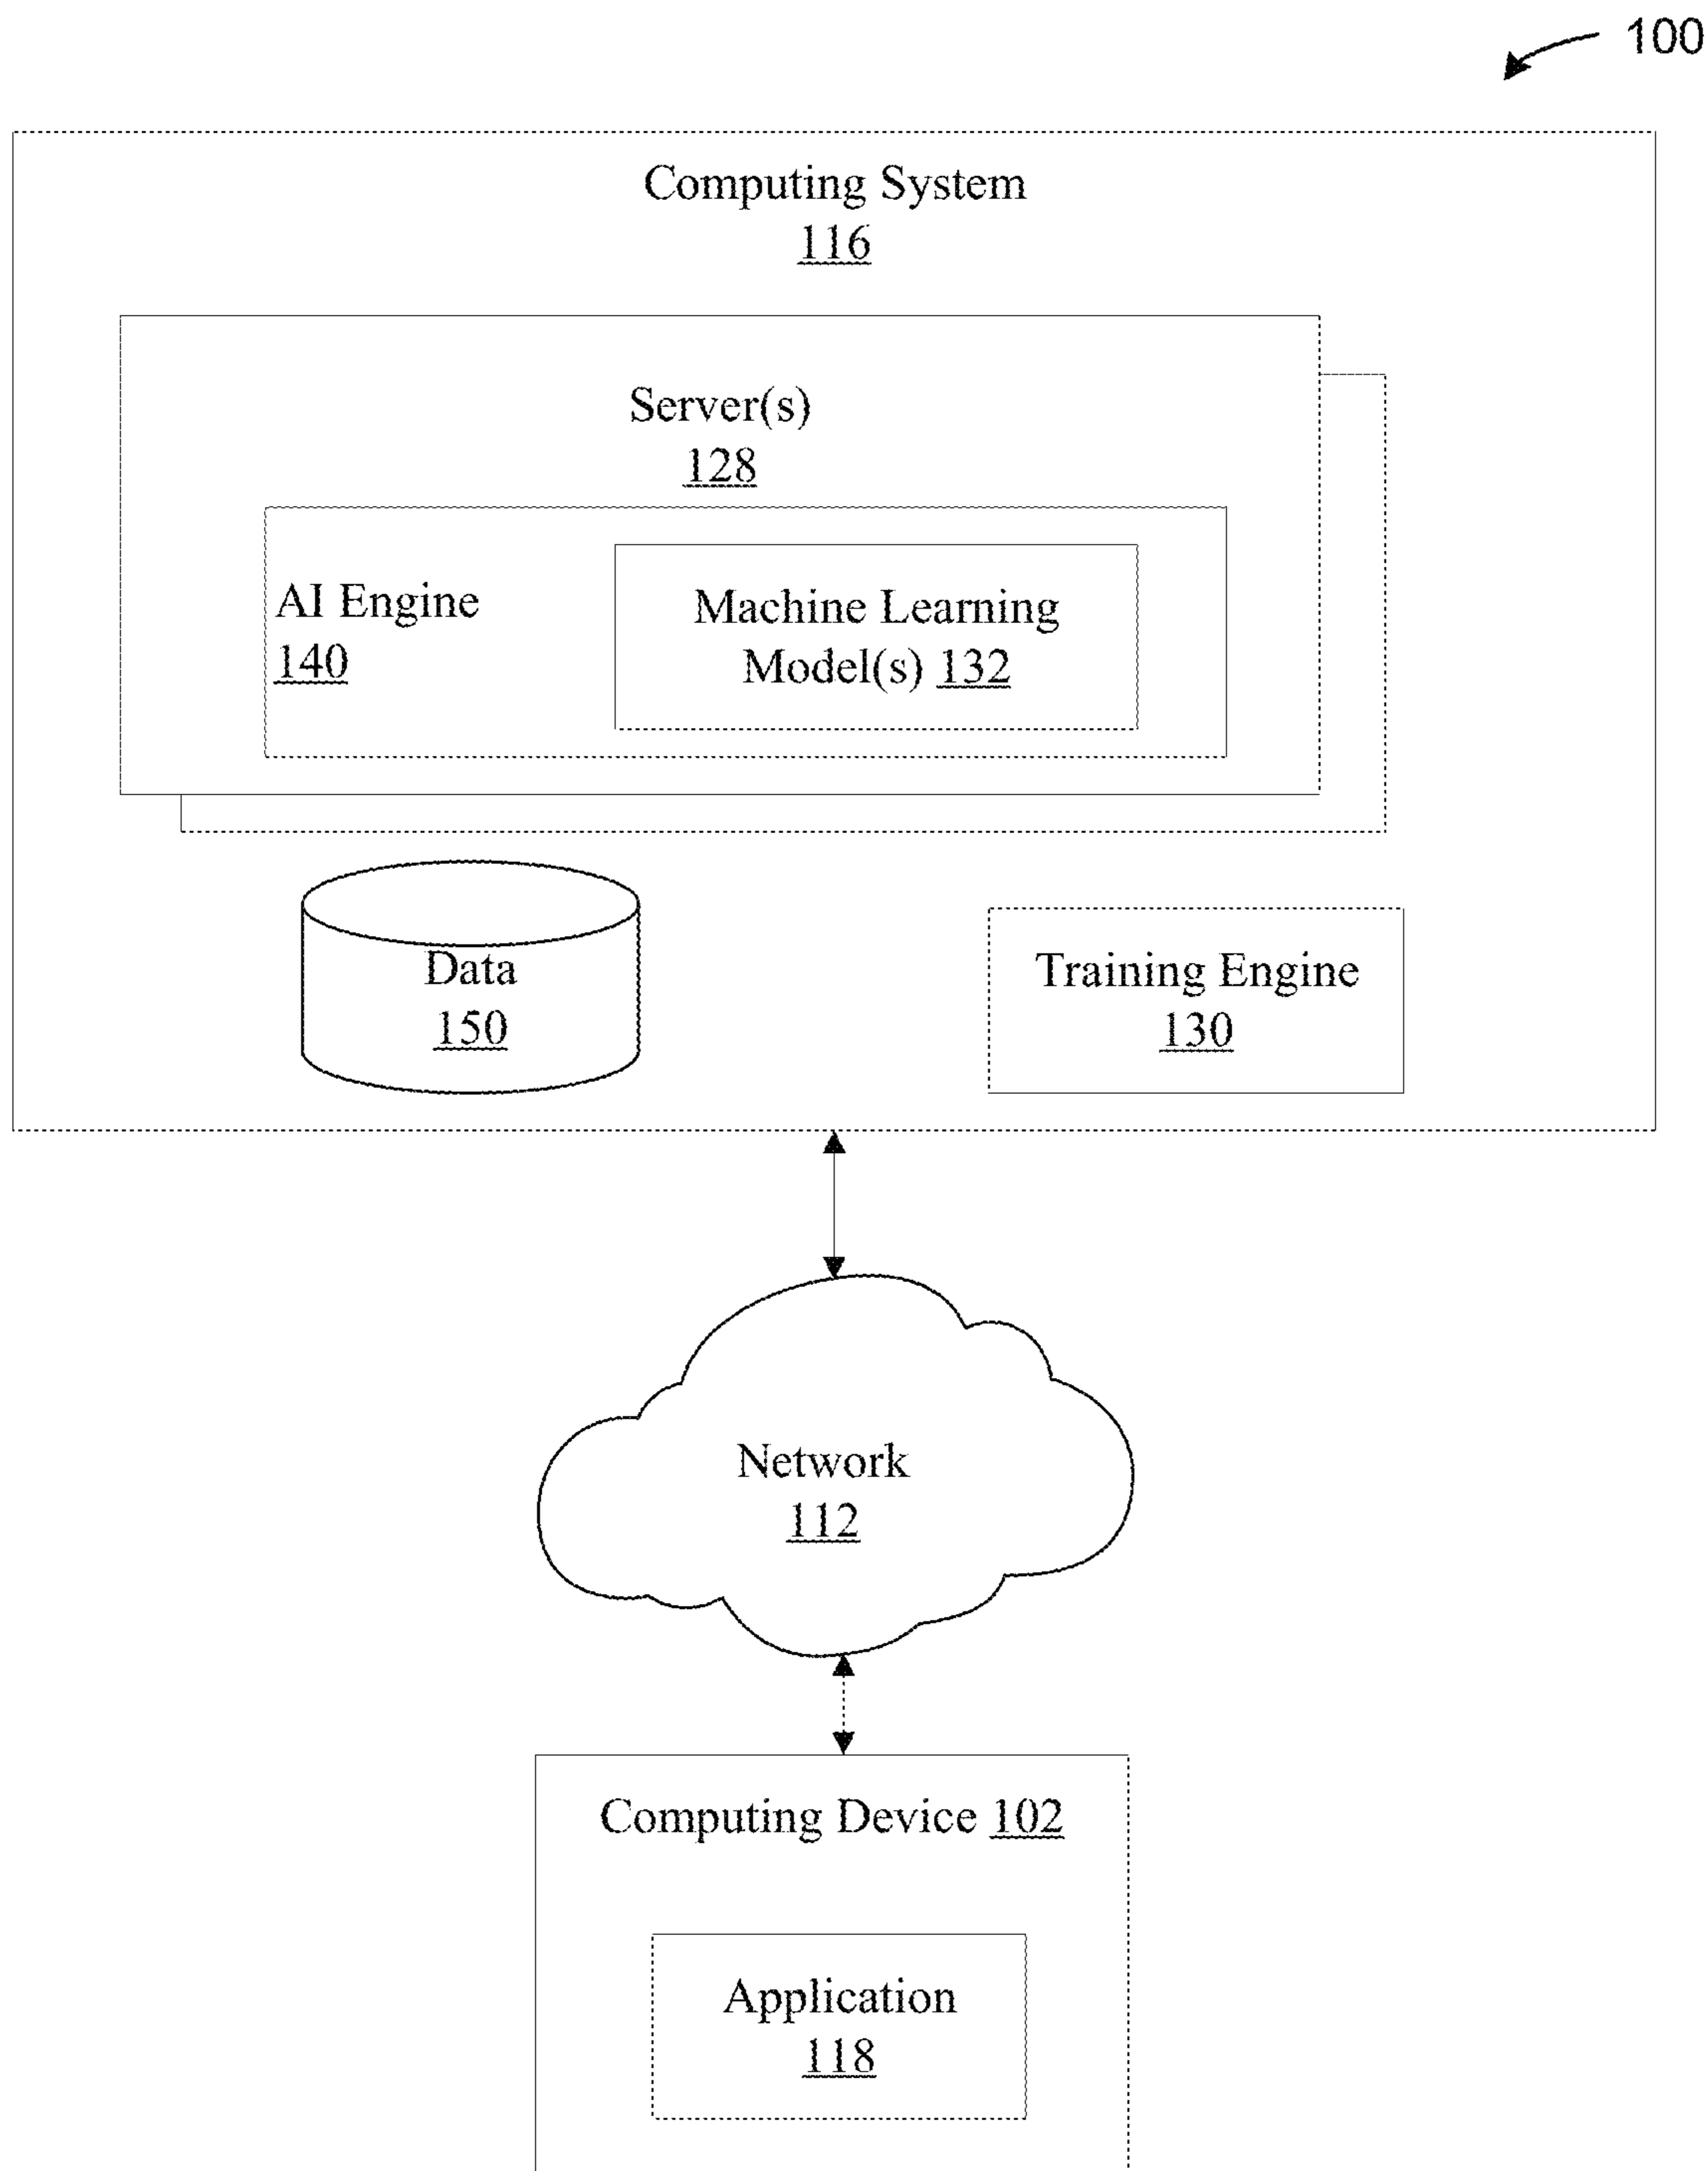 100
Computing System
116
Server(s)
128
AI Engine
140
Machine Learning
Model(s) 132
Data
150
Training Engine
130
Network
112
Computing Device 102
Application
118